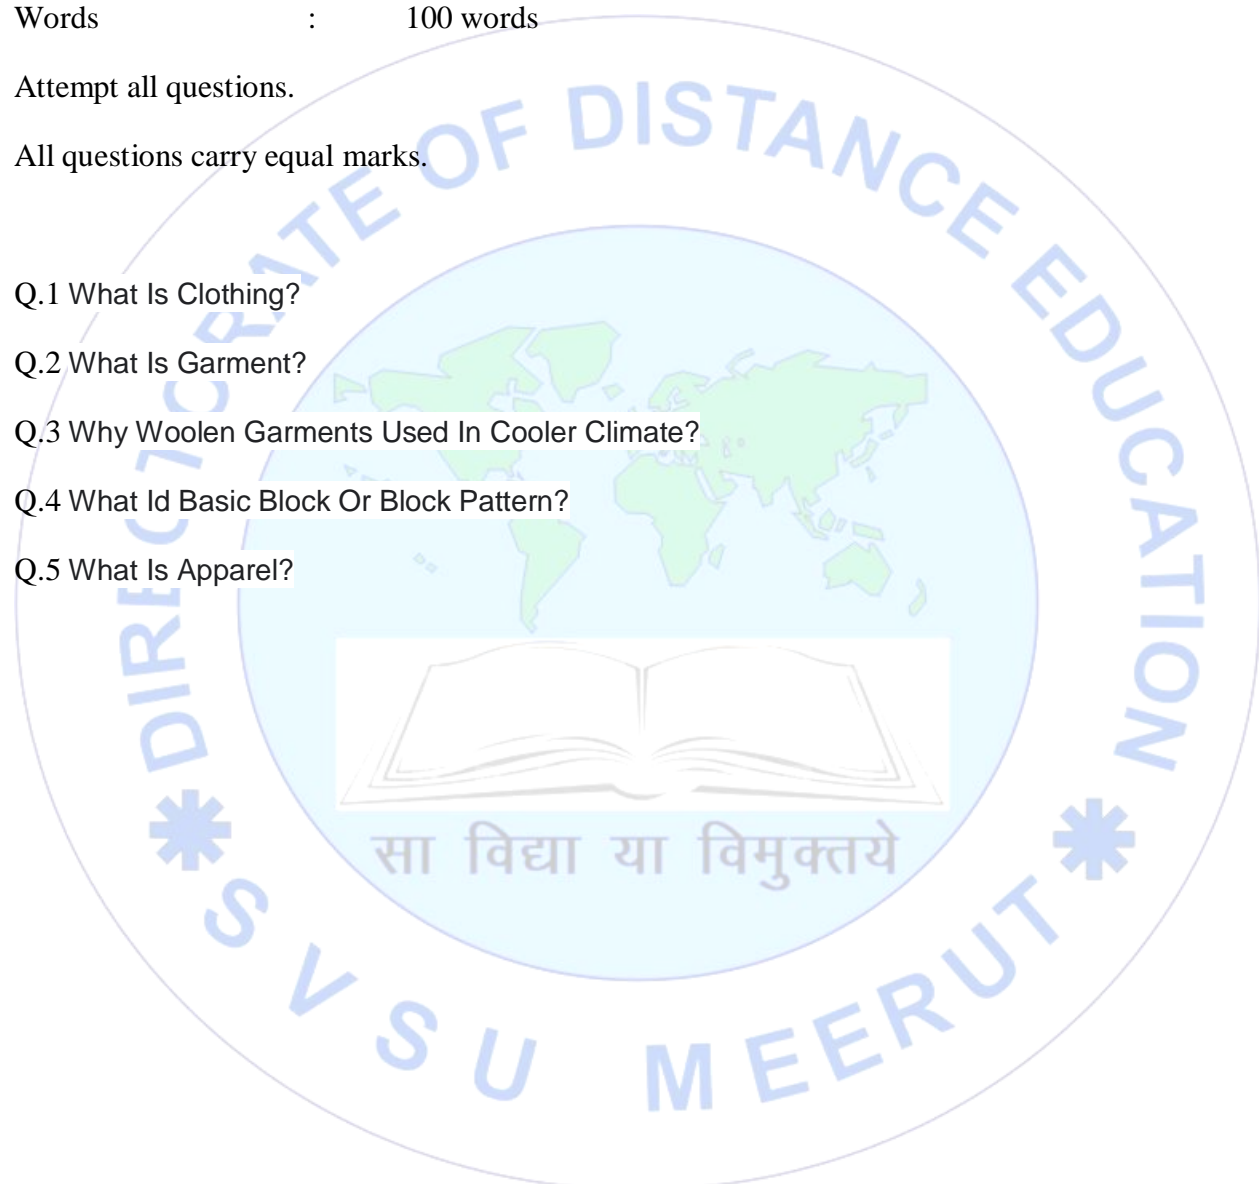 Words : 100 words
Attempt all questions.
All questions carry equal marks.
Q.1 What Is Clothing?
Q.2 What Is Garment?
Q.3 Why Woolen Garments Used In Cooler Climate?
Q.4 What Id Basic Block Or Block Pattern?
Q.5 What Is Apparel?
DIRECTORATE OF DISTANCE EDUCATION
सा विद्या या विमुक्तये
SVSU MEERUT